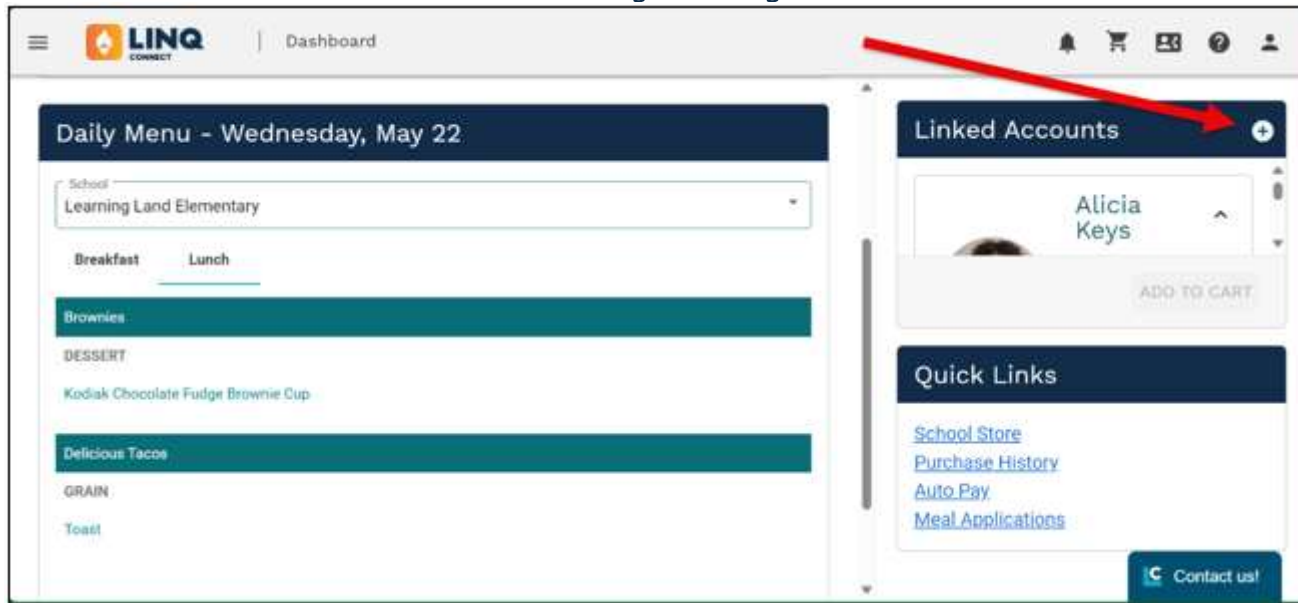 LINQ
CONNECT
Dashboard
Daily Menu - Wednesday, May 22
School
Learning Land Elementary
Breakfast Lunch
Brownies
DESSERT
Kodiak Chocolate Fudge Brownie Cup
Delicious Tacos
GRAIN
Toast
Linked Accounts
Alicia
Keys
ADD TO CART
Quick Links
School Store
Purchase History
Auto Pay
Meal Applications
Contact us!